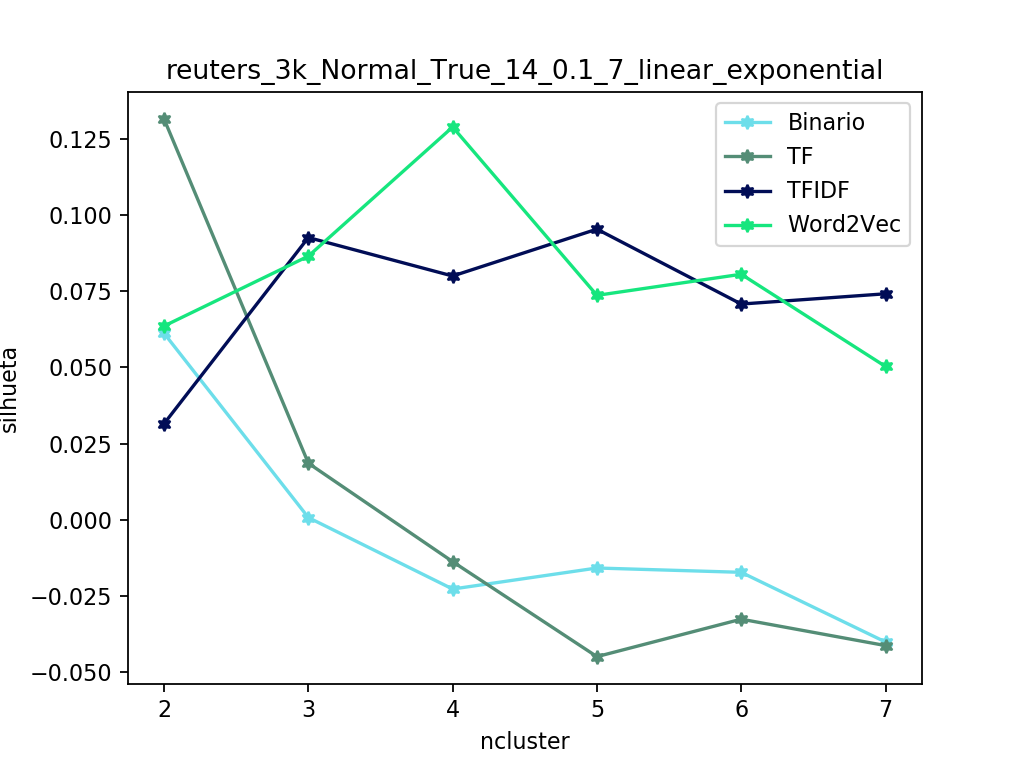 reuters_3k_Normal_True_14_0.1_7_linear_exponential
Binario
TF
TFIDF
Word2Vec
silhueta
0.125
0.100
0.075
0.050
0.025
0.000
−0.025
−0.050
2 3 4 5 6 7
ncluster